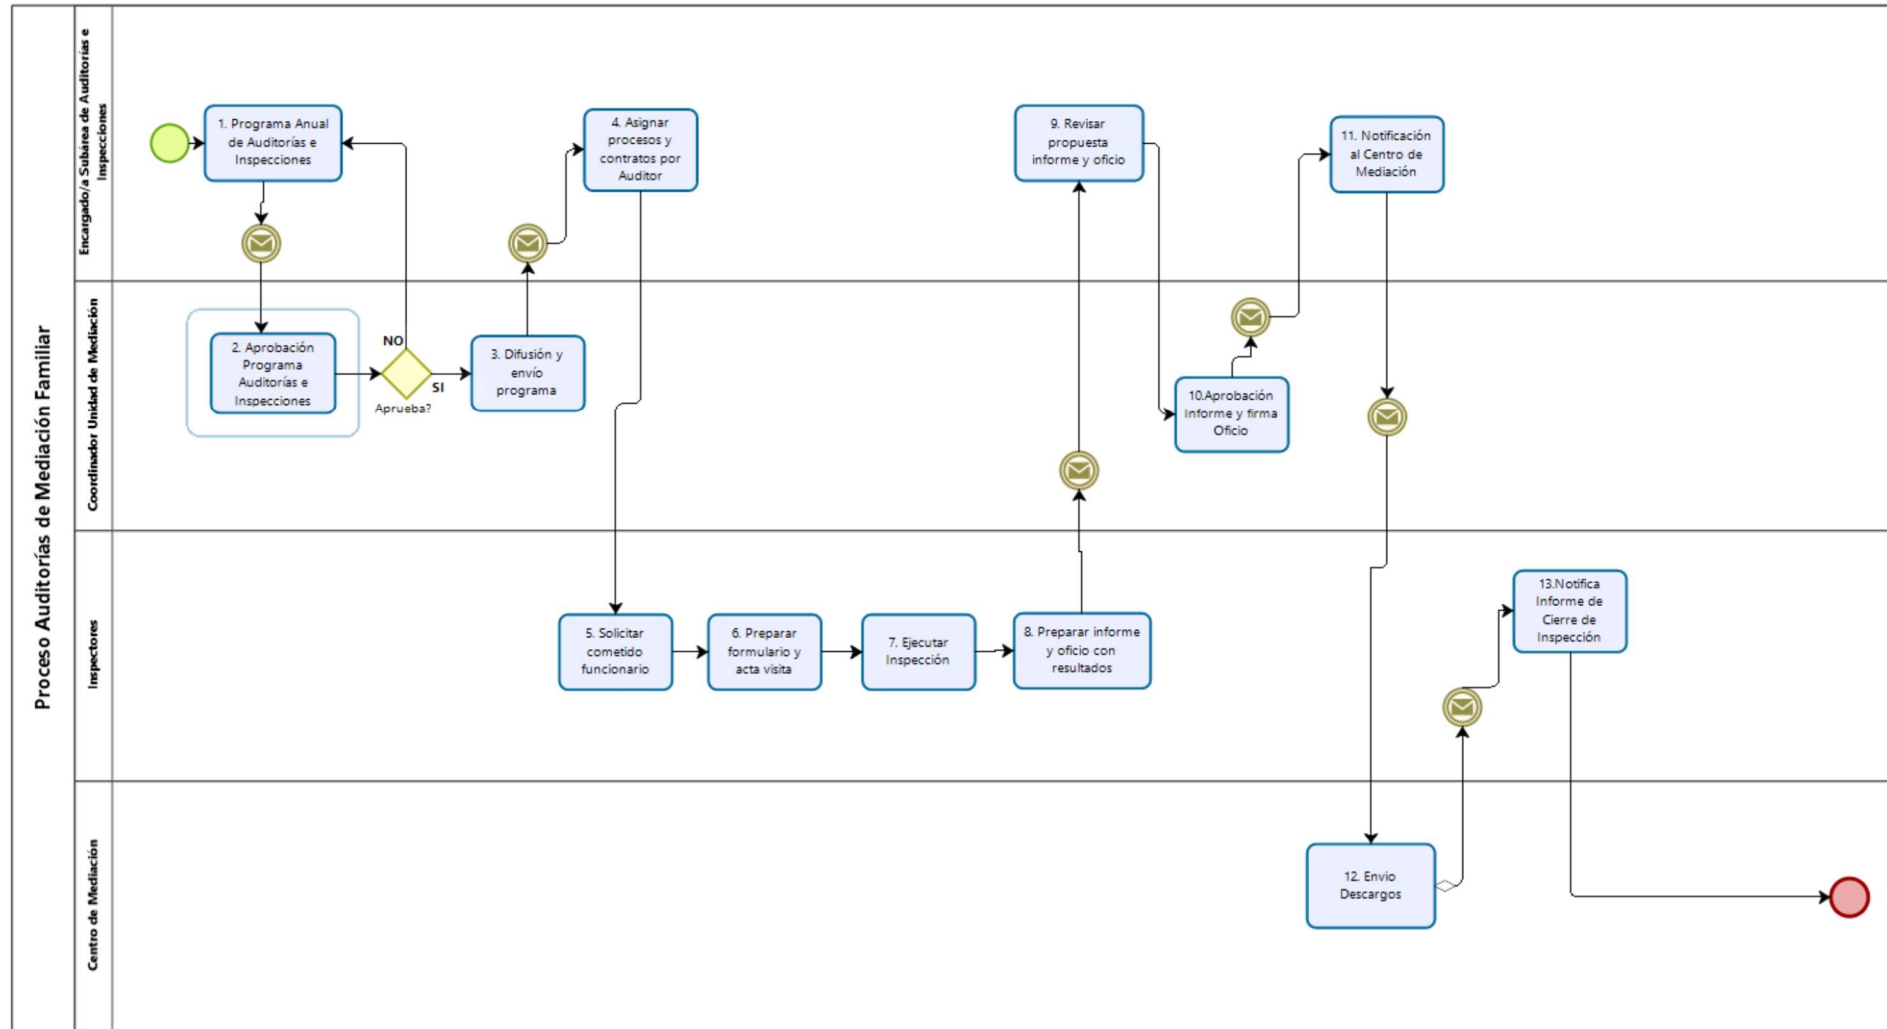 Proceso Auditorías de Mediación Familiar
Encargado/a Subárea de Auditorías e
Inspecciones
1. Programa Anual
de Auditorías e
Inspecciones
4. Asignar
procesos y
contratos por
Auditor
9. Revisar
propuesta
informe y oficio
11. Notificación
al Centro de
Mediación
Coordinador Unidad de Mediación
2. Aprobación
Programa
Auditorías e
Inspecciones
NO
SI
Aprueba?
3. Difusión y
envío
programa
10.Aprobación
Informe y firma
Oficio
Inspectores
5. Solicitar
cometido
funcionario
6. Preparar
formulario y
acta visita
7. Ejecutar
Inspección
8. Preparar informe
y oficio con
resultados
13.Notifica
Informe de
Cierre de
Inspección
Centro de Mediación
12. Envio
Descargos